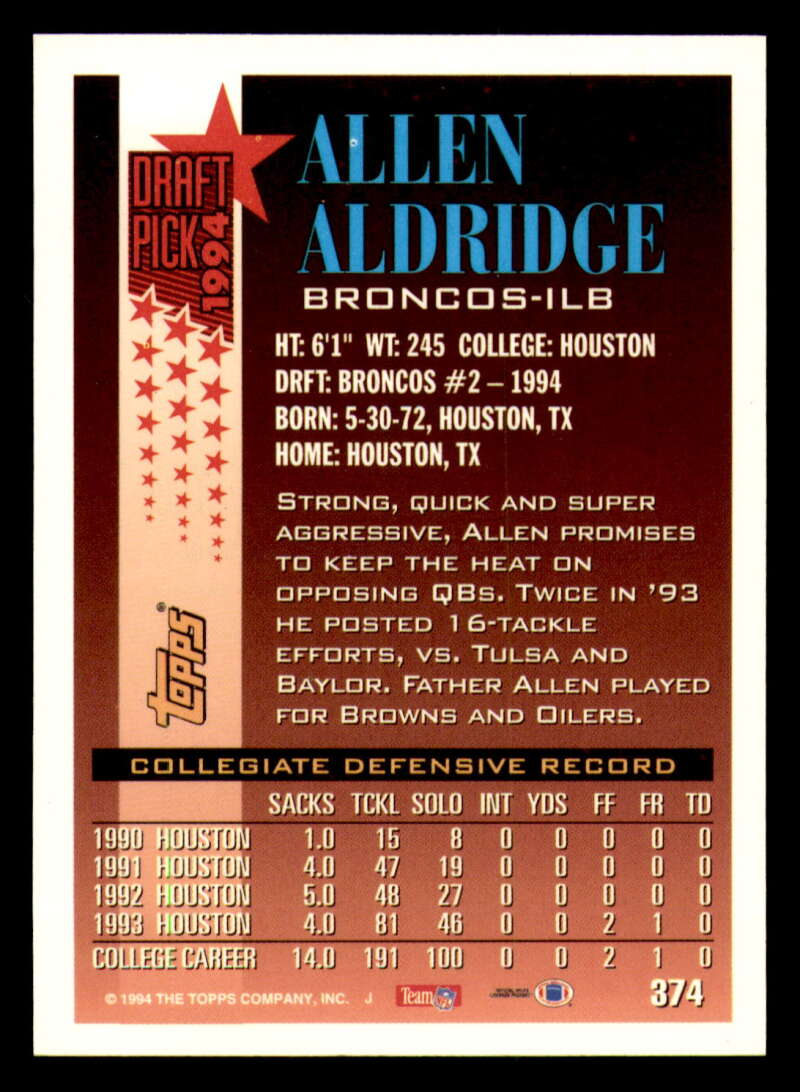 DRAFT
PICK
1994
ALLEN
ALDRIDGE
BRONCOS-ILB
HT: 6'1" WT: 245 COLLEGE: HOUSTON
DRFT: BRONCOS #2 – 1994
BORN: 5-30-72, HOUSTON, TX
HOME: HOUSTON, TX
STRONG, QUICK AND SUPER
AGGRESSIVE, ALLEN PROMISES
TO KEEP THE HEAT ON
OPPOSING QBS. TWICE IN '93
HE POSTED 16-TACKLE
EFFORTS, VS. TULSA AND
BAYLOR. FATHER ALLEN PLAYED
FOR BROWNS AND OILERS.
TOPPS®
COLLEGIATE DEFENSIVE RECORD
SACKS TCKL SOLO INT YDS FF FR TD
1990 HOUSTON 1.0 15 8 0 0 0 0 0
1991 HOUSTON 4.0 47 19 0 0 0 0 0
1992 HOUSTON 5.0 48 27 0 0 0 0 0
1993 HOUSTON 4.0 81 46 0 0 2 1 0
COLLEGE CAREER 14.0 191 100 0 0 2 1 0
© 1994 THE TOPPS COMPANY, INC. J Team NFL 374